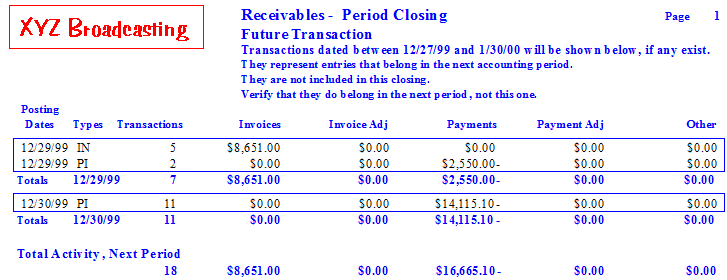 XYZ Broadcasting
Receivables - Period Closing Page 1
Future Transaction
Transactions dated between 12/27/99 and 1/30/00 will be shown below, if any exist.
They represent entries that belong in the next accounting period.
They are not included in this closing.
Verify that they do belong in the next period, not this one.
Posting
Dates Types Transactions Invoices Invoice Adj Payments Payment Adj Other
12/29/99 IN 5 $8,651.00 $0.00 $0.00 $0.00 $0.00
12/29/99 PI 2 $0.00 $0.00 $2,550.00- $0.00 $0.00
Totals 12/29/99 7 $8,651.00 $0.00 $2,550.00- $0.00 $0.00
12/30/99 PI 11 $0.00 $0.00 $14,115.10- $0.00 $0.00
Totals 12/30/99 11 $0.00 $0.00 $14,115.10- $0.00 $0.00
Total Activity, Next Period
18 $8,651.00 $0.00 $16,665.10- $0.00 $0.00